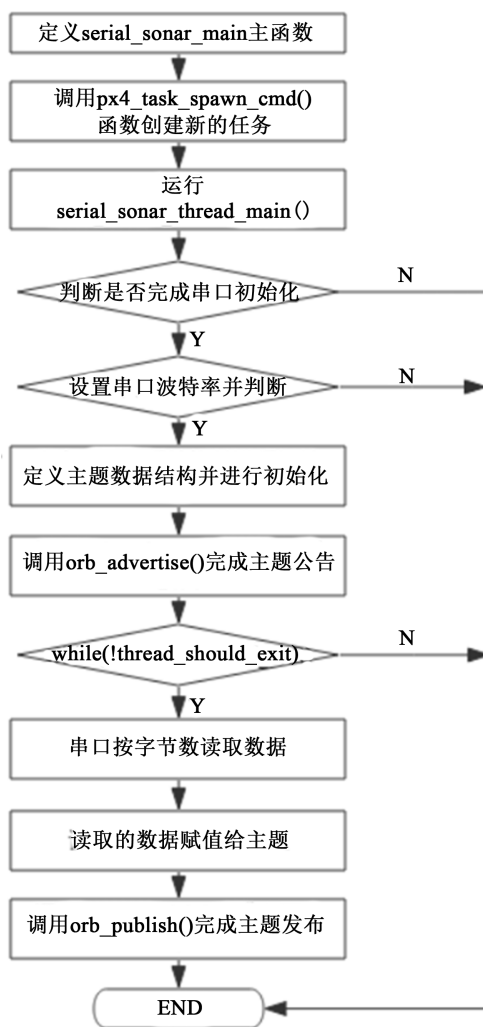 定义serial_sonar_main主函数
调用px4_task_spawn_cmd()
函数创建新的任务
运行
serial_sonar_thread_main()
判断是否完成串口初始化
N
Y
设置串口波特率并判断
N
Y
定义主题数据结构并进行初始化
调用orb_advertise()完成主题公告
while(!thread_should_exit)
N
Y
串口按字节数读取数据
读取的数据赋值给主题
调用orb_publish()完成主题发布
END